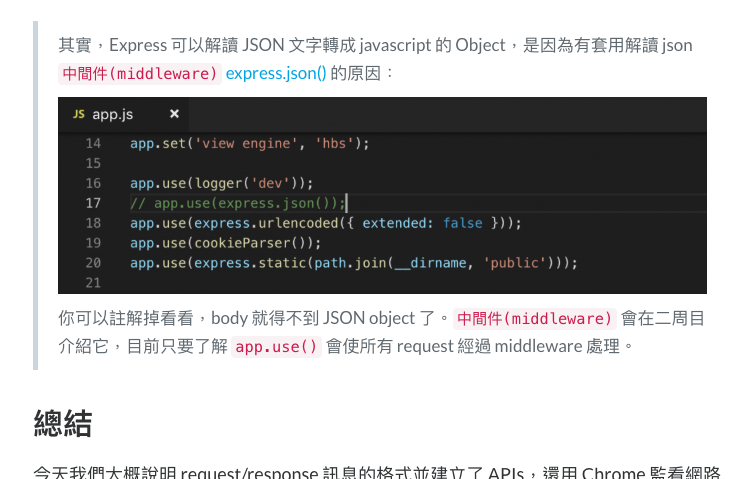 其實，Express 可以解讀 JSON 文字轉成 javascript 的 Object，是因為有套用解讀 json
中間件(middleware) express.json() 的原因：
JS app.js ×
14 app.set('view engine', 'hbs');
15
16 app.use(logger('dev'));
17 // app.use(express.json());
18 app.use(express.urlencoded({ extended: false }));
19 app.use(cookieParser());
20 app.use(express.static(path.join(__dirname, 'public')));
21
你可以註解掉看看，body 就得不到 JSON object 了。中間件(middleware) 會在二周目
介紹它，目前只要了解 app.use() 會使所有 request 經過 middleware 處理。
總結
今天我們大概說明 request/response 訊息的格式並建立了 APIs，還用 Chrome 監看網路